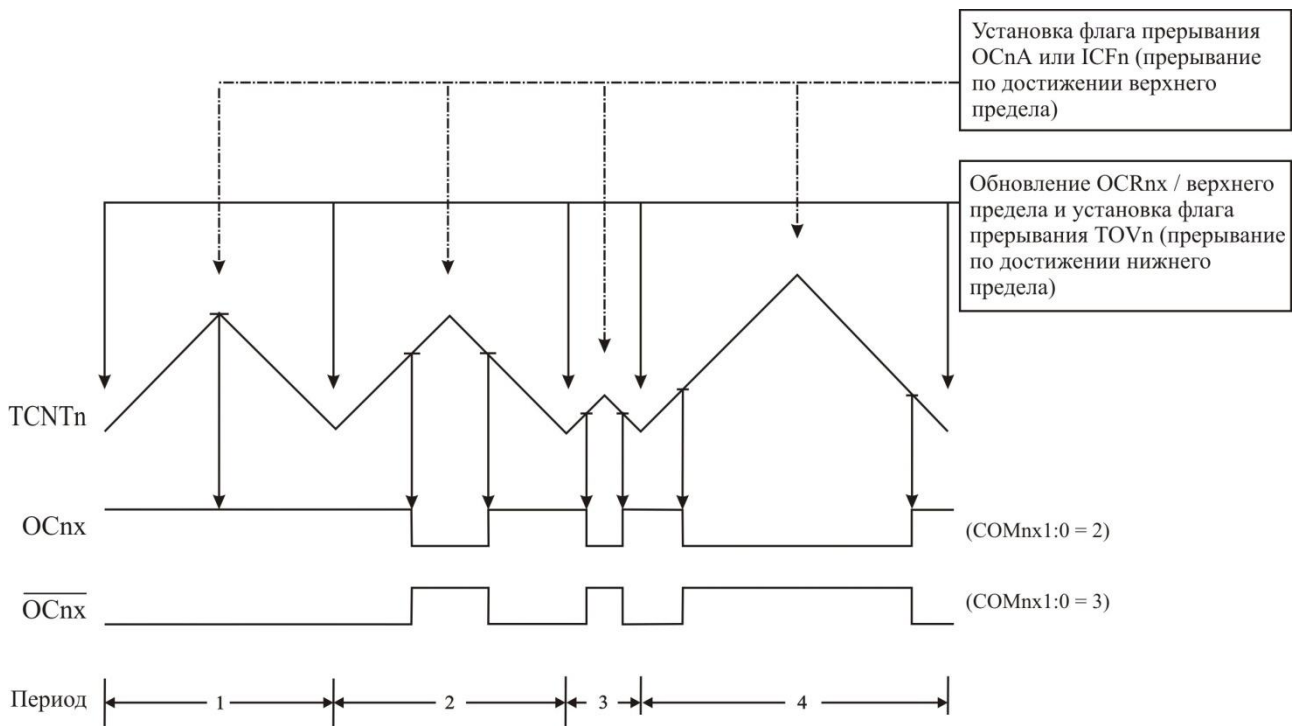 Установка флага прерывания
OCnA или ICFn (прерывание
по достижении верхнего
предела)
Обновление OCRnx / верхнего
предела и установка флага
прерывания TOVn (прерывание
по достижении нижнего
предела)
TCNTn
OCnx
(COMnx1:0 = 2)
OCnx
(COMnx1:0 = 3)
Период
1
2
3
4